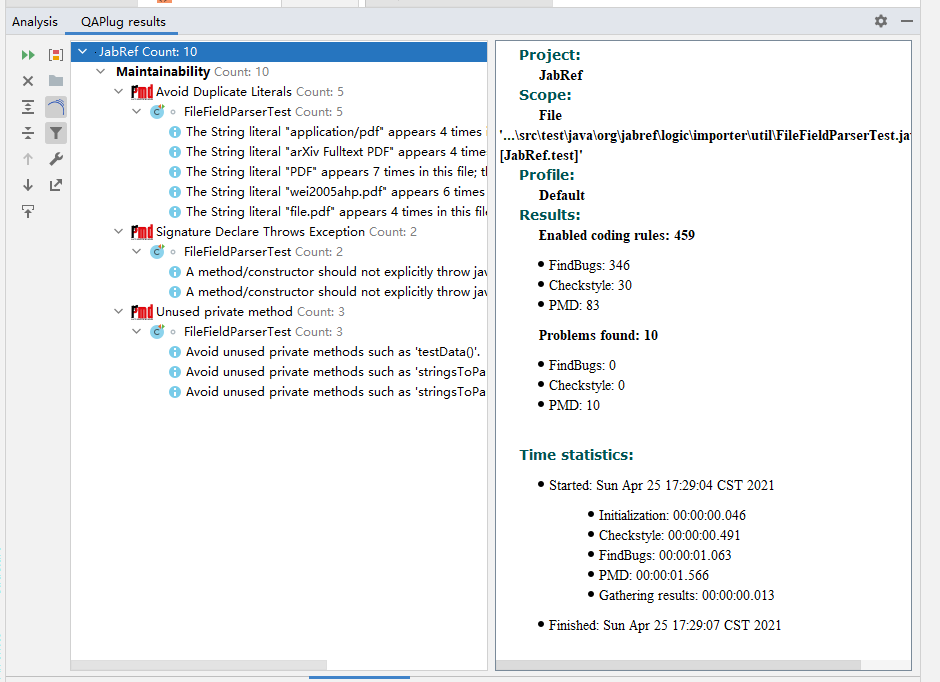 Analysis QAPlug results
JabRef Count: 10
Maintainability Count: 10
Pmd Avoid Duplicate Literals Count: 5
C FileFieldParserTest Count: 5
The String literal "application/pdf" appears 4 times
The String literal "arXiv Fulltext PDF" appears 4 time
The String literal "PDF" appears 7 times in this file; th
The String literal "wei2005ahp.pdf" appears 6 times
The String literal "file.pdf" appears 4 times in this file
Pmd Signature Declare Throws Exception Count: 2
C FileFieldParserTest Count: 2
A method/constructor should not explicitly throw jav
A method/constructor should not explicitly throw jav
Pmd Unused private method Count: 3
C FileFieldParserTest Count: 3
Avoid unused private methods such as 'testData()'.
Avoid unused private methods such as 'stringsToPa
Avoid unused private methods such as 'stringsToPa
Project:
JabRef
Scope:
File
'...\src\test\java\org\jabref\logic\importer\util\FileFieldParserTest.jav
[JabRef.test]'
Profile:
Default
Results:
Enabled coding rules: 459
• FindBugs: 346
• Checkstyle: 30
• PMD: 83
Problems found: 10
• FindBugs: 0
• Checkstyle: 0
• PMD: 10
Time statistics:
• Started: Sun Apr 25 17:29:04 CST 2021
• Initialization: 00:00:00.046
• Checkstyle: 00:00:00.491
• FindBugs: 00:00:01.063
• PMD: 00:00:01.566
• Gathering results: 00:00:00.013
• Finished: Sun Apr 25 17:29:07 CST 2021